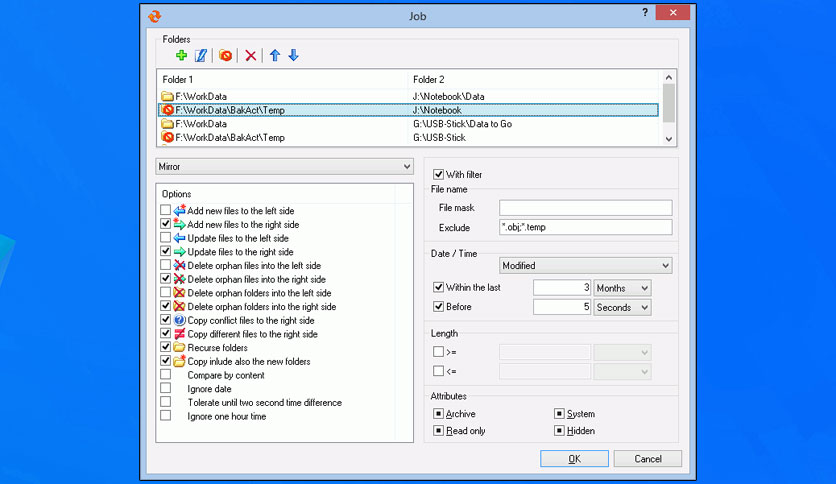 Job
?
Folders
Folder 1 Folder 2
F:\WorkData J:\Notebook\Data
F:\WorkData\BakAct\Temp J:\Notebook
F:\WorkData G:\USB-Stick\Data to Go
F:\WorkData\BakAct\Temp G:\USB-Stick
Mirror
Options
Add new files to the left side
Add new files to the right side
Update files to the left side
Update files to the right side
Delete orphan files into the left side
Delete orphan files into the right side
Delete orphan folders into the left side
Delete orphan folders into the right side
Copy conflict files to the right side
Copy different files to the right side
Recurse folders
Copy inlude also the new folders
Compare by content
Ignore date
Tolerate until two second time difference
Ignore one hour time
With filter
File name
File mask
Exclude *.obj;*.temp
Date / Time
Modified
Within the last 3 Months
Before 5 Seconds
Length
>=
<=
Attributes
Archive System
Read only Hidden
OK Cancel